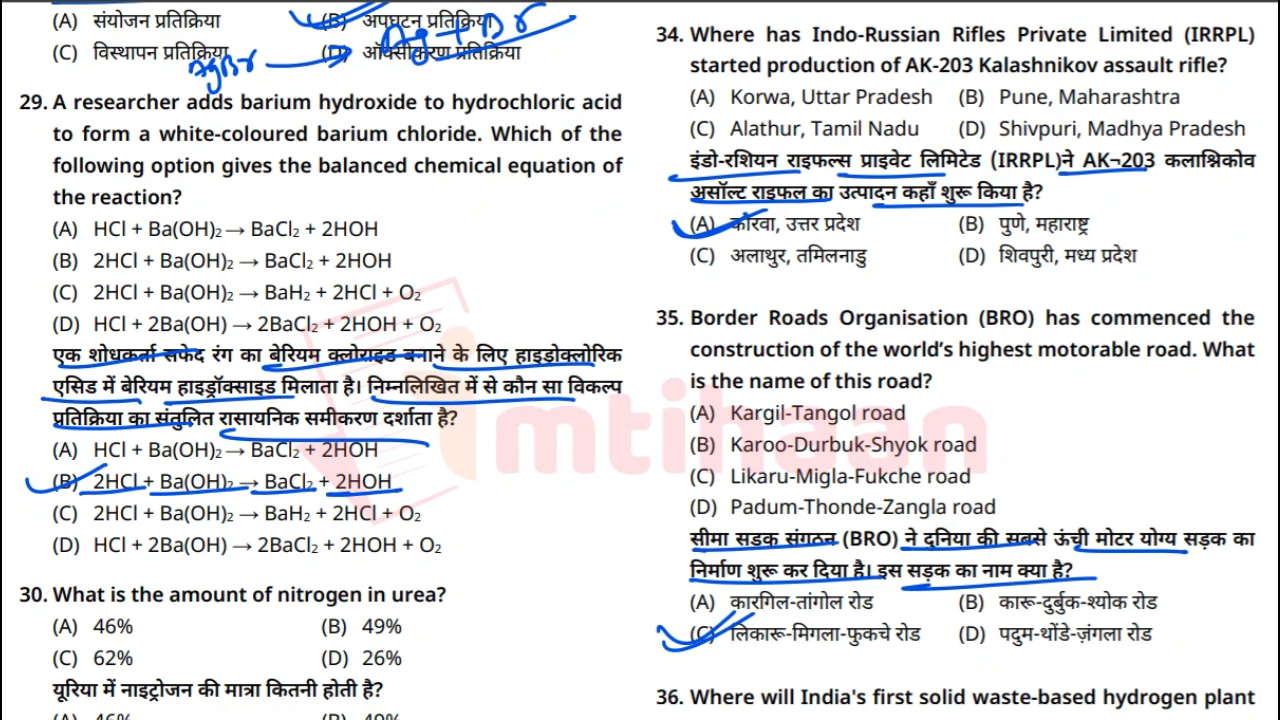 (A) संयोजन प्रतिक्रिया (B) अपघटन प्रतिक्रिया
(C) विस्थापन प्रतिक्रिया (D) ऑक्सीकरण प्रतिक्रिया
AgBr → Ag + Br
29. A researcher adds barium hydroxide to hydrochloric acid
to form a white-coloured barium chloride. Which of the
following option gives the balanced chemical equation of
the reaction?
(A) HCl + Ba(OH)₂ → BaCl₂ + 2HOH
(B) 2HCl + Ba(OH)₂ → BaCl₂ + 2HOH
(C) 2HCl + Ba(OH)₂ → BaH₂ + 2HCl + O₂
(D) HCl + 2Ba(OH) → 2BaCl₂ + 2HOH + O₂
एक शोधकर्ता सफेद रंग का बेरियम क्लोराइड बनाने के लिए हाइडोक्लोरिक
एसिड में बेरियम हाइड्रॉक्साइड मिलाता है। निम्नलिखित में से कौन सा विकल्प
प्रतिक्रिया का संतुलित रासायनिक समीकरण दर्शाता है?
(A) HCl + Ba(OH)₂ → BaCl₂ + 2HOH
(B) 2HCl + Ba(OH)₂ → BaCl₂ + 2HOH
(C) 2HCl + Ba(OH)₂ → BaH₂ + 2HCl + O₂
(D) HCl + 2Ba(OH) → 2BaCl₂ + 2HOH + O₂
30. What is the amount of nitrogen in urea?
(A) 46% (B) 49%
(C) 62% (D) 26%
यूरिया में नाइट्रोजन की मात्रा कितनी होती है?
(A) 46% (B) 49%
34. Where has Indo-Russian Rifles Private Limited (IRRPL)
started production of AK-203 Kalashnikov assault rifle?
(A) Korwa, Uttar Pradesh (B) Pune, Maharashtra
(C) Alathur, Tamil Nadu (D) Shivpuri, Madhya Pradesh
इंडो-रशियन राइफल्स प्राइवेट लिमिटेड (IRRPL)ने AK¬203 कलाश्निकोव
असॉल्ट राइफल का उत्पादन कहाँ शुरू किया है?
(A) कोरवा, उत्तर प्रदेश (B) पुणे, महाराष्ट्र
(C) अलाथुर, तमिलनाडु (D) शिवपुरी, मध्य प्रदेश
35. Border Roads Organisation (BRO) has commenced the
construction of the world’s highest motorable road. What
is the name of this road?
(A) Kargil-Tangol road
(B) Karoo-Durbuk-Shyok road
(C) Likaru-Migla-Fukche road
(D) Padum-Thonde-Zangla road
सीमा सड़क संगठन (BRO) ने दुनिया की सबसे ऊंची मोटर योग्य सड़क का
निर्माण शुरू कर दिया है। इस सड़क का नाम क्या है?
(A) कारगिल-तांगोल रोड (B) कारू-दुर्बुक-श्योक रोड
(C) लिकारू-मिगला-फुकचे रोड (D) पदुम-थोंडे-ज़ंगला रोड
36. Where will India's first solid waste-based hydrogen plant
imtihaan